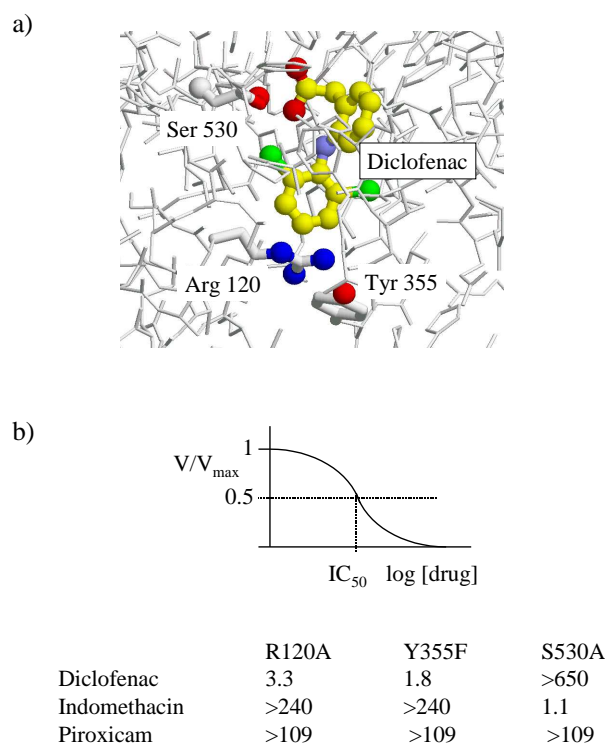 a)
Ser 530
Diclofenac
Arg 120
Tyr 355
b)
1
V/Vmax
0.5
IC50 log [drug]
R120A Y355F S530A
Diclofenac 3.3 1.8 >650
Indomethacin >240 >240 1.1
Piroxicam >109 >109 >109